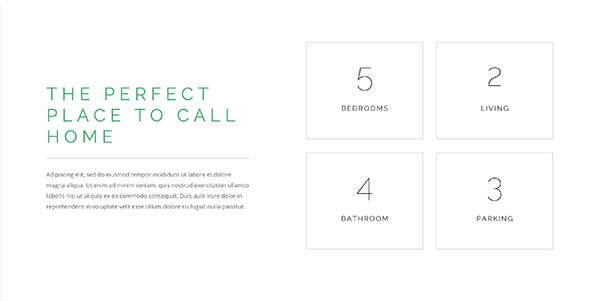 THE PERFECT
PLACE TO CALL
HOME
Adipiscing elit, sed do eiusmod tempor incididunt ut labore et dolore
magna aliqua. Ut enim ad minim veniam, quis nostrud exercitation ullamco
laboris nisi ut aliquip ex ea commodo consequat. Duis aute irure dolor in
reprehenderit in voluptate velit esse cillum dolore eu fugiat nulla pariatur.
5
BEDROOMS
2
LIVING
4
BATHROOM
3
PARKING